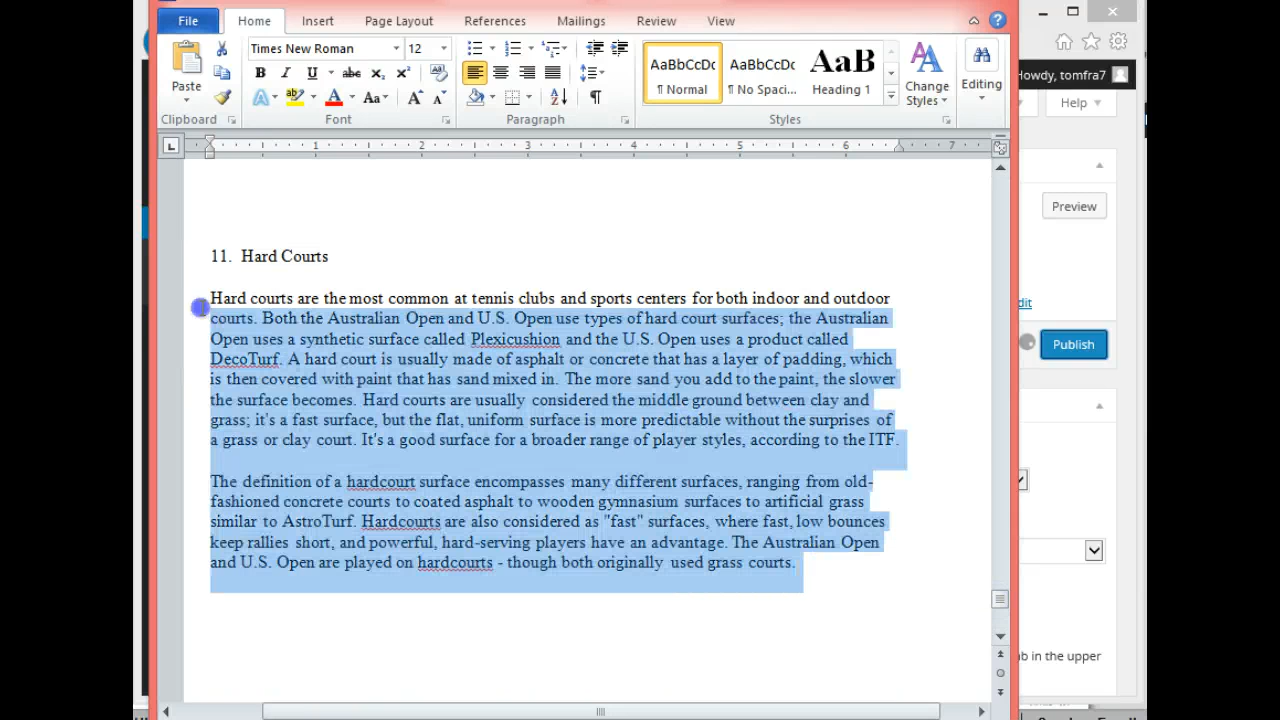 File Home Insert Page Layout References Mailings Review View
Howdy, tomfra7
Times New Roman 12
AaBbCcDc AaBbCcDc AaB
¶ Normal ¶ No Spaci... Heading 1
Paste
Change Styles
Editing
Help
Clipboard Font Paragraph Styles
1 2 3 4 5 6 7
Preview
11. Hard Courts
Hard courts are the most common at tennis clubs and sports centers for both indoor and outdoor
courts. Both the Australian Open and U.S. Open use types of hard court surfaces; the Australian
Open uses a synthetic surface called Plexicushion and the U.S. Open uses a product called
DecoTurf. A hard court is usually made of asphalt or concrete that has a layer of padding, which
is then covered with paint that has sand mixed in. The more sand you add to the paint, the slower
the surface becomes. Hard courts are usually considered the middle ground between clay and
grass; it's a fast surface, but the flat, uniform surface is more predictable without the surprises of
a grass or clay court. It's a good surface for a broader range of player styles, according to the ITF.
The definition of a hardcourt surface encompasses many different surfaces, ranging from old-
fashioned concrete courts to coated asphalt to wooden gymnasium surfaces to artificial grass
similar to AstroTurf. Hardcourts are also considered as "fast" surfaces, where fast, low bounces
keep rallies short, and powerful, hard-serving players have an advantage. The Australian Open
and U.S. Open are played on hardcourts - though both originally used grass courts.
dit
Publish
ab in the upper